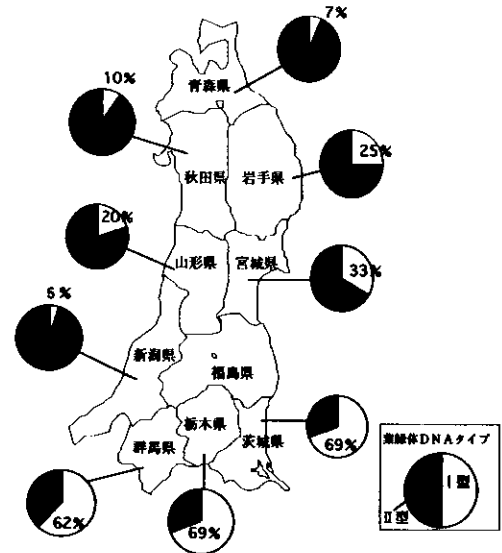 7%
青森県
10%
秋田県
岩手県
25%
20%
山形県
宮城県
33%
5%
新潟県
福島県
栃木県
群馬県
茨城県
69%
62%
69%
葉緑体DNAタイプ
I型
II型